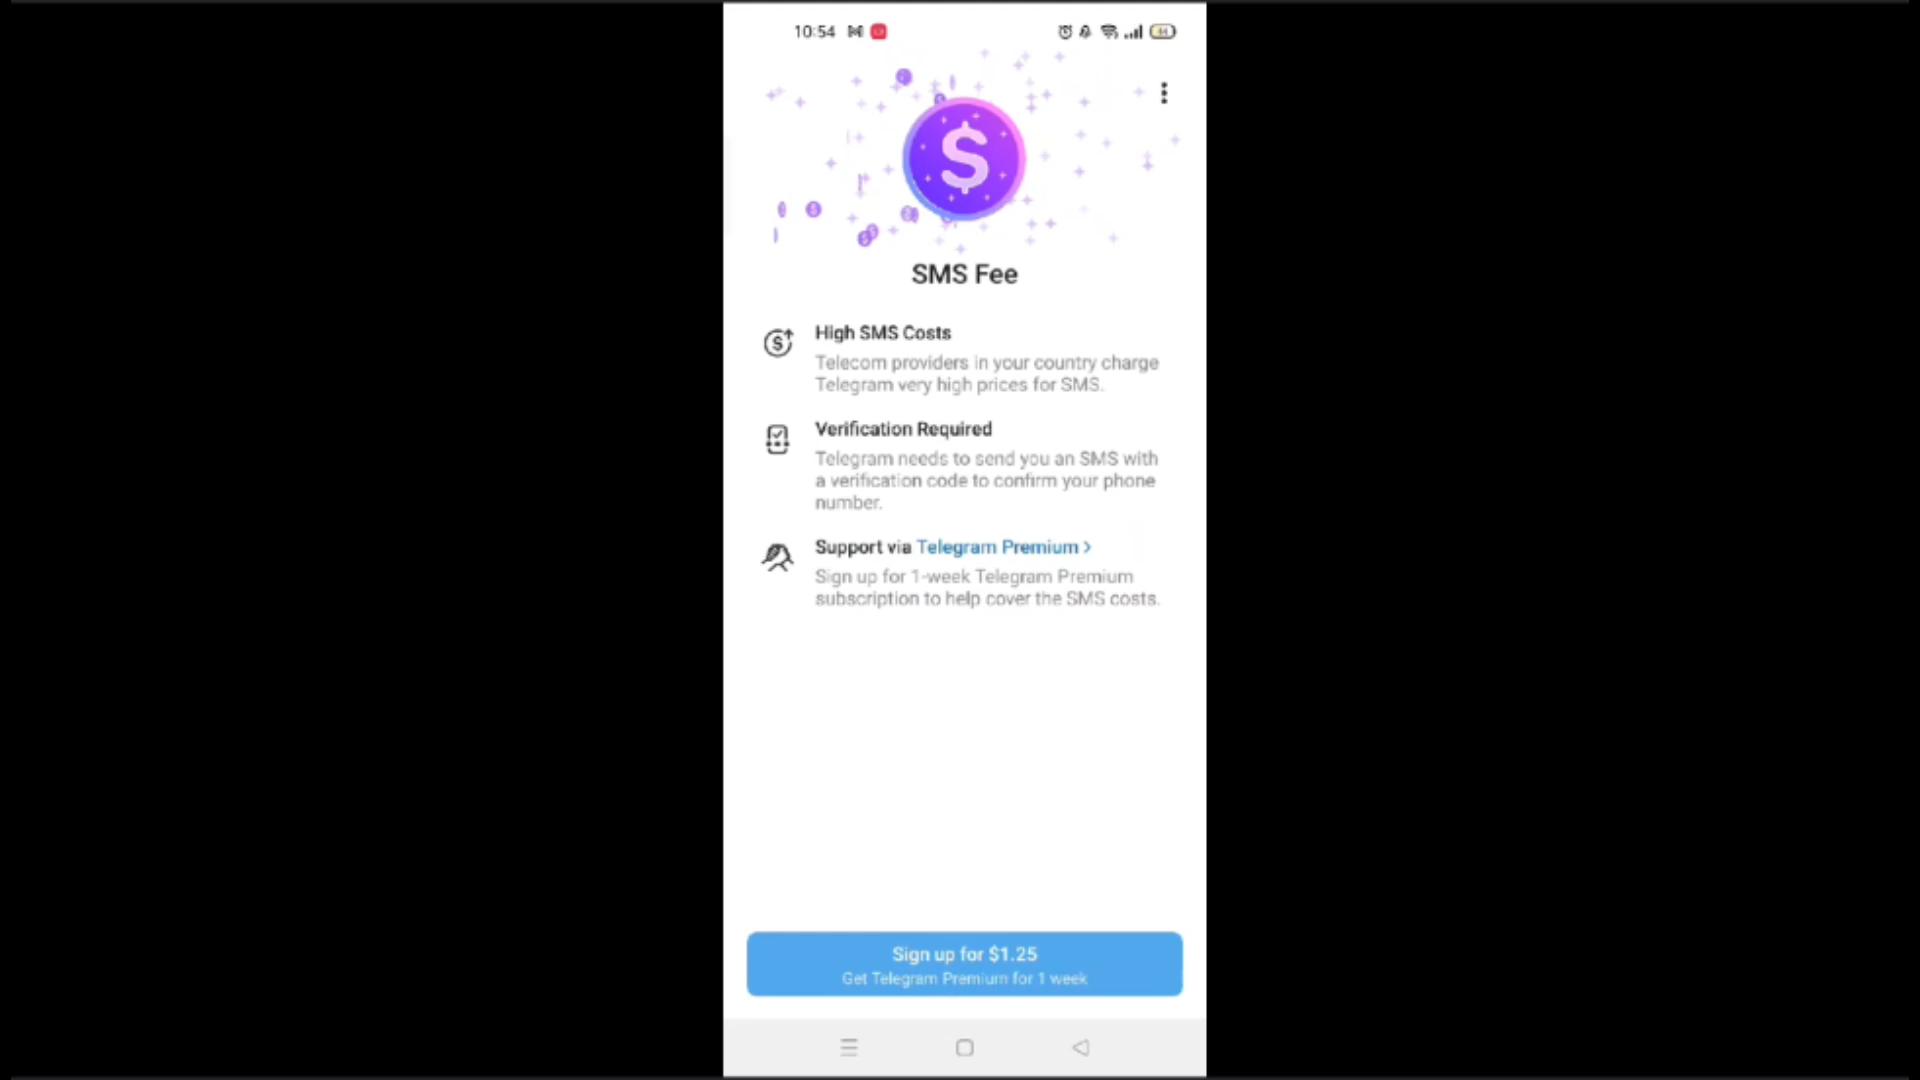 10:54
SMS Fee
High SMS Costs
Telecom providers in your country charge
Telegram very high prices for SMS.
Verification Required
Telegram needs to send you an SMS with
a verification code to confirm your phone
number.
Support via Telegram Premium >
Sign up for 1-week Telegram Premium
subscription to help cover the SMS costs.
Sign up for $1.25
Get Telegram Premium for 1 week